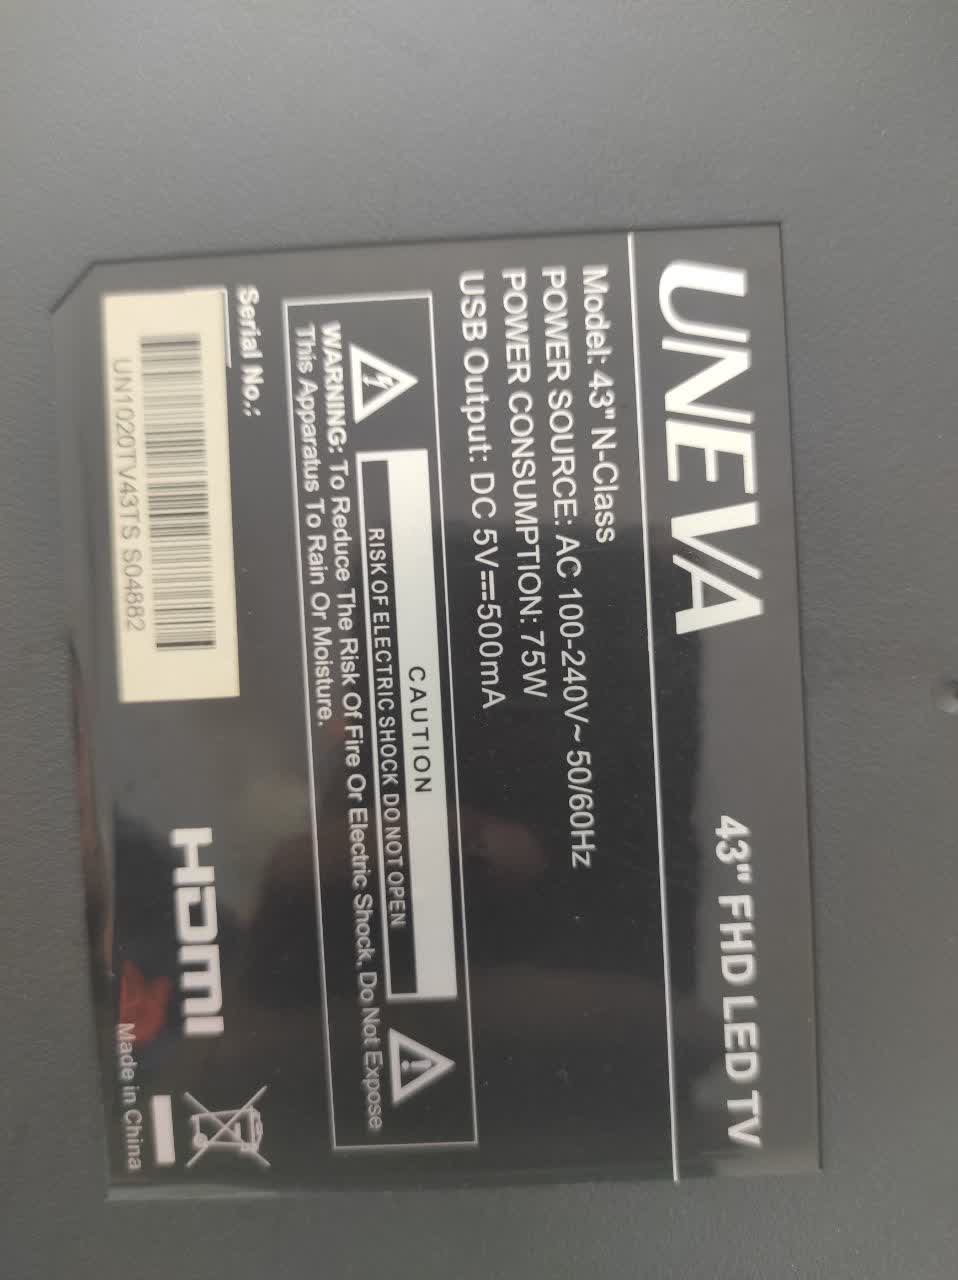 UNEVA
43" FHD LED TV
Model: 43" N-Class
POWER SOURCE: AC 100-240V~ 50/60Hz
POWER CONSUMPTION: 75W
USB Output: DC 5V⎓500mA
CAUTION
RISK OF ELECTRIC SHOCK DO NOT OPEN
WARNING: To Reduce The Risk Of Fire Or Electric Shock, Do Not Expose
This Apparatus To Rain Or Moisture.
Serial No.:
UN1020TV43TS S04882
HDMI
Made in China